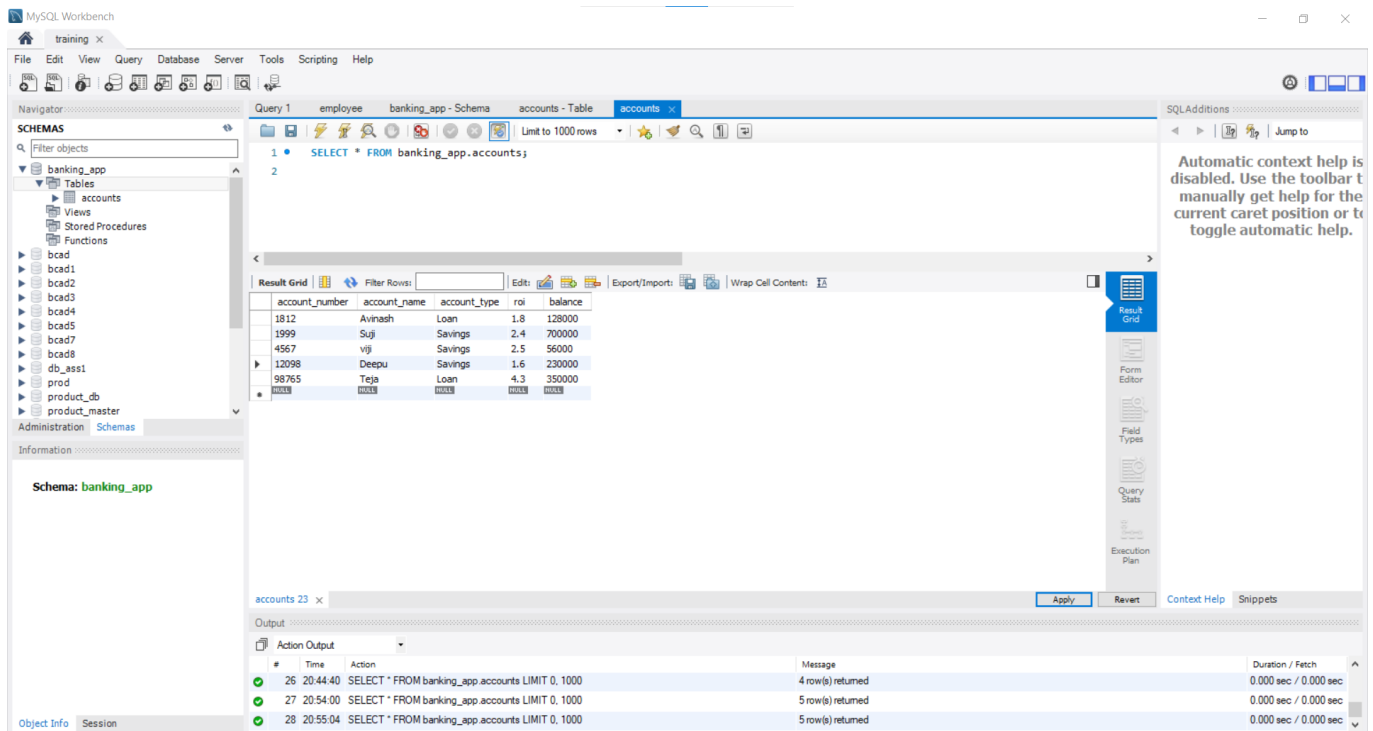 MySQL Workbench
training
File Edit View Query Database Server Tools Scripting Help
Navigator
SCHEMAS
Filter objects
banking_app
Tables
accounts
Views
Stored Procedures
Functions
bcad
bcad1
bcad2
bcad3
bcad4
bcad5
bcad7
bcad8
db_ass1
prod
product_db
product_master
Administration Schemas
Information
Schema: banking_app
Object Info Session
Query 1 employee banking_app - Schema accounts - Table accounts
Limit to 1000 rows
1 SELECT * FROM banking_app.accounts;
2
Result Grid Filter Rows: Edit: Export/Import: Wrap Cell Content:
account_number account_name account_type roi balance
1812 Avinash Loan 1.8 128000
1999 Suji Savings 2.4 700000
4567 viji Savings 2.5 56000
12098 Deepu Savings 1.6 230000
98765 Teja Loan 4.3 350000
NULL NULL NULL NULL NULL
Result
Grid
Form
Editor
Field
Types
Query
Stats
Execution
Plan
accounts 23 Apply Revert
SQLAdditions
Jump to
Automatic context help is
disabled. Use the toolbar t
manually get help for the
current caret position or to
toggle automatic help.
Context Help Snippets
Output
Action Output
# Time Action Message Duration / Fetch
26 20:44:40 SELECT * FROM banking_app.accounts LIMIT 0, 1000 4 row(s) returned 0.000 sec / 0.000 sec
27 20:54:00 SELECT * FROM banking_app.accounts LIMIT 0, 1000 5 row(s) returned 0.000 sec / 0.000 sec
28 20:55:04 SELECT * FROM banking_app.accounts LIMIT 0, 1000 5 row(s) returned 0.000 sec / 0.000 sec